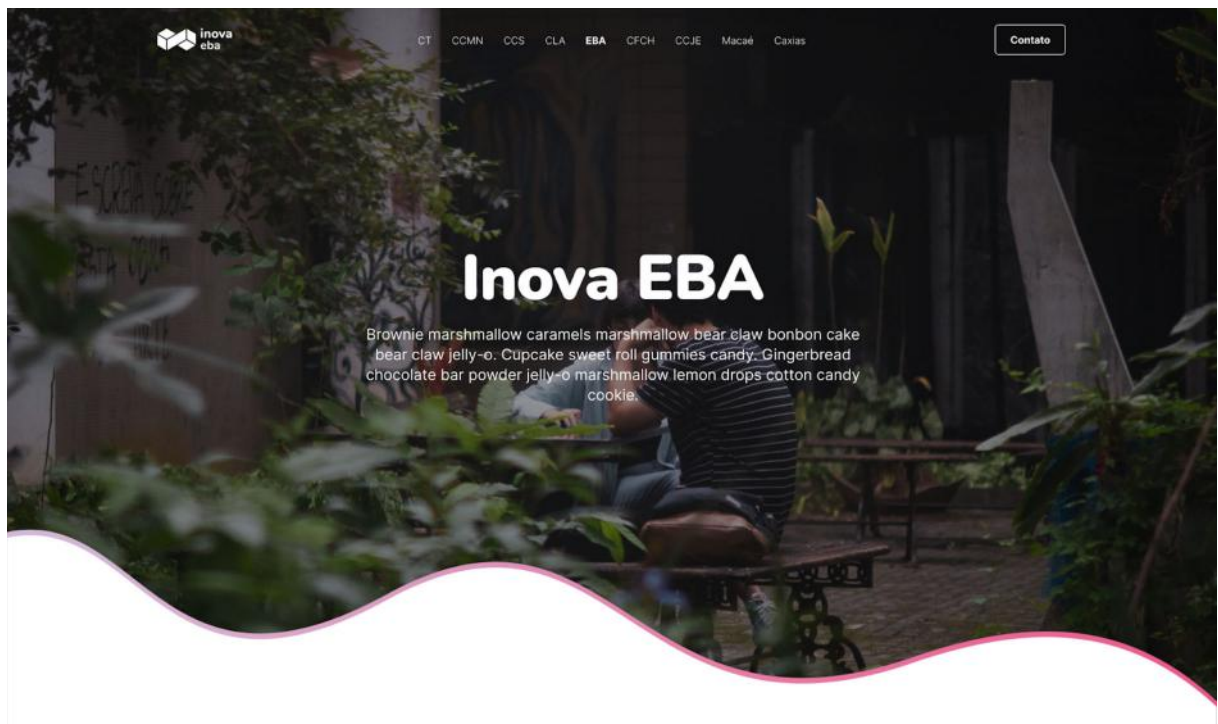 inova
eba
CT CCMN CCS CLA EBA CFCH CCJE Macaé Caxias
Contato
ESCREVA SOBRE
Inova EBA
Brownie marshmallow caramels marshmallow bear claw bonbon cake
bear claw jelly-o. Cupcake sweet roll gummies candy. Gingerbread
chocolate bar powder jelly-o marshmallow lemon drops cotton candy
cookie.